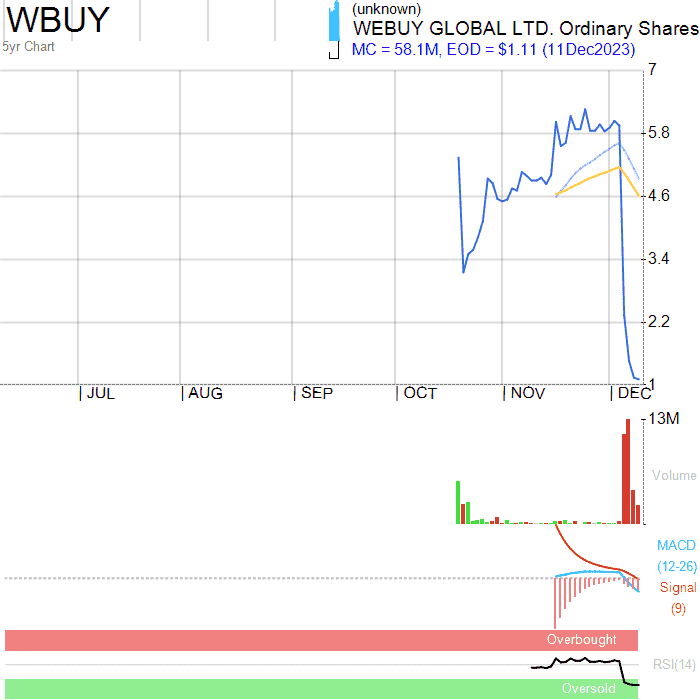 WBUY
(unknown)
WEBUY GLOBAL LTD. Ordinary Shares
5yr Chart
MC = 58.1M, EOD = $1.11 (11Dec2023)
7
5.8
4.6
3.4
2.2
1
JUL AUG SEP OCT NOV DEC
13M
Volume
MACD
(12-26)
Signal
(9)
Overbought
RSI(14)
Oversold